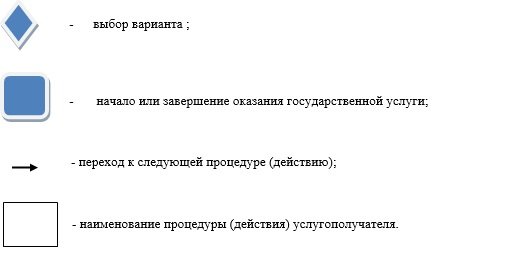 - выбор варианта ;
- начало или завершение оказания государственной услуги;
- переход к следующей процедуре (действию);
- наименование процедуры (действия) услугополучателя.